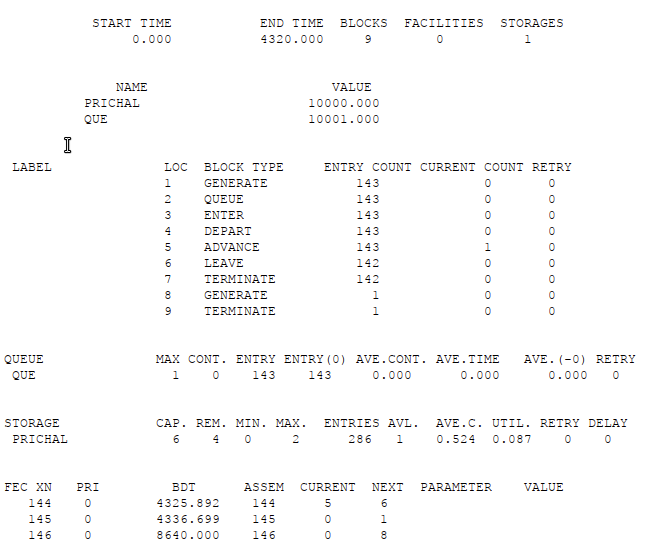 START TIME END TIME BLOCKS FACILITIES STORAGES
0.000 4320.000 9 0 1
NAME VALUE
PRICHAL 10000.000
QUE 10001.000
LABEL LOC BLOCK TYPE ENTRY COUNT CURRENT COUNT RETRY
1 GENERATE 143 0 0
2 QUEUE 143 0 0
3 ENTER 143 0 0
4 DEPART 143 0 0
5 ADVANCE 143 1 0
6 LEAVE 142 0 0
7 TERMINATE 142 0 0
8 GENERATE 1 0 0
9 TERMINATE 1 0 0
QUEUE MAX CONT. ENTRY ENTRY(0) AVE.CONT. AVE.TIME AVE.(-0) RETRY
QUE 1 0 143 143 0.000 0.000 0.000 0
STORAGE CAP. REM. MIN. MAX. ENTRIES AVL. AVE.C. UTIL. RETRY DELAY
PRICHAL 6 4 0 2 286 1 0.524 0.087 0 0
FEC XN PRI BDT ASSEM CURRENT NEXT PARAMETER VALUE
144 0 4325.892 144 5 6
145 0 4336.699 145 0 1
146 0 8640.000 146 0 8